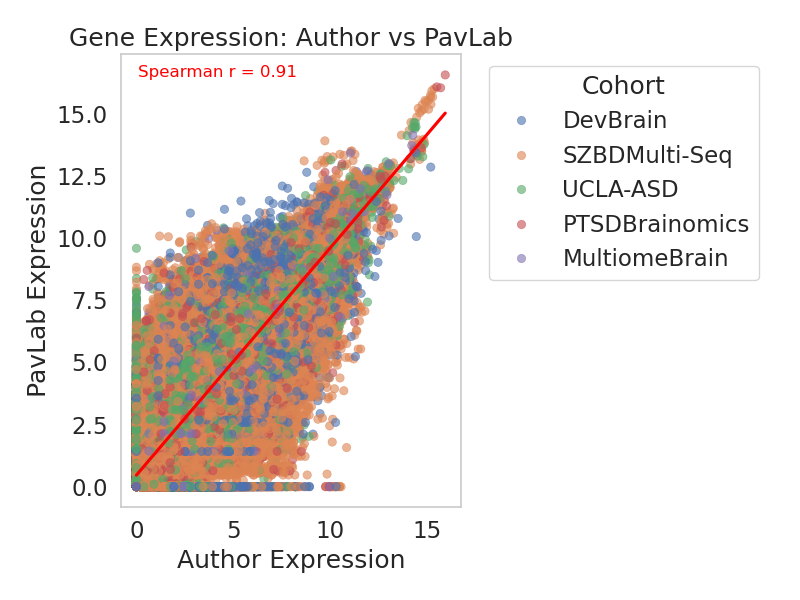 Gene Expression: Author vs PavLab
Spearman r = 0.91
PavLab Expression
15.0
12.5
10.0
7.5
5.0
2.5
0.0
0 5 10 15
Author Expression
Cohort
DevBrain
SZBDMulti-Seq
UCLA-ASD
PTSDBrainomics
MultiomeBrain